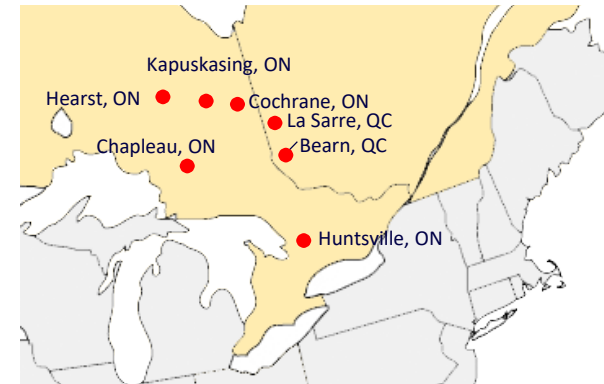 Kapuskasing, ON
Hearst, ON
Cochrane, ON
La Sarre, QC
Chapleau, ON
Bearn, QC
Huntsville, ON